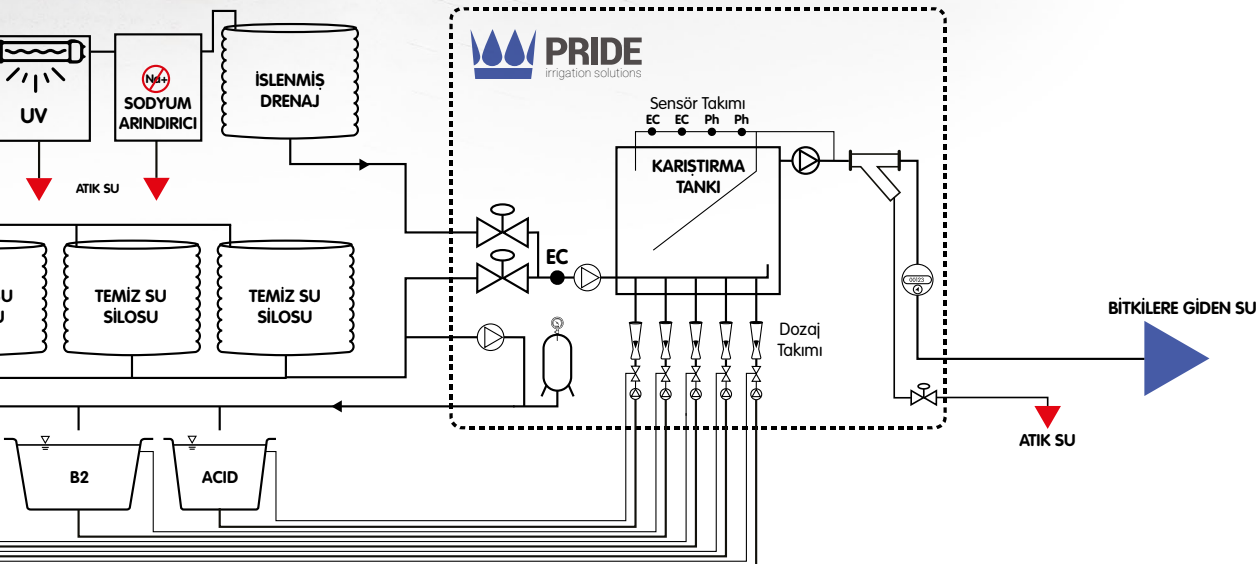 PRIDE
irrigation solutions
Na+
UV
SODYUM
ARINDIRICI
İSLENMİŞ
DRENAJ
Sensör Takımı
EC EC Ph Ph
KARIŞTIRMA
TANKI
ATIK SU
EC
TEMİZ SU
SİLOSU
TEMİZ SU
SİLOSU
00123
Dozaj
Takımı
BİTKİLERE GİDEN SU
ATIK SU
B2
ACID